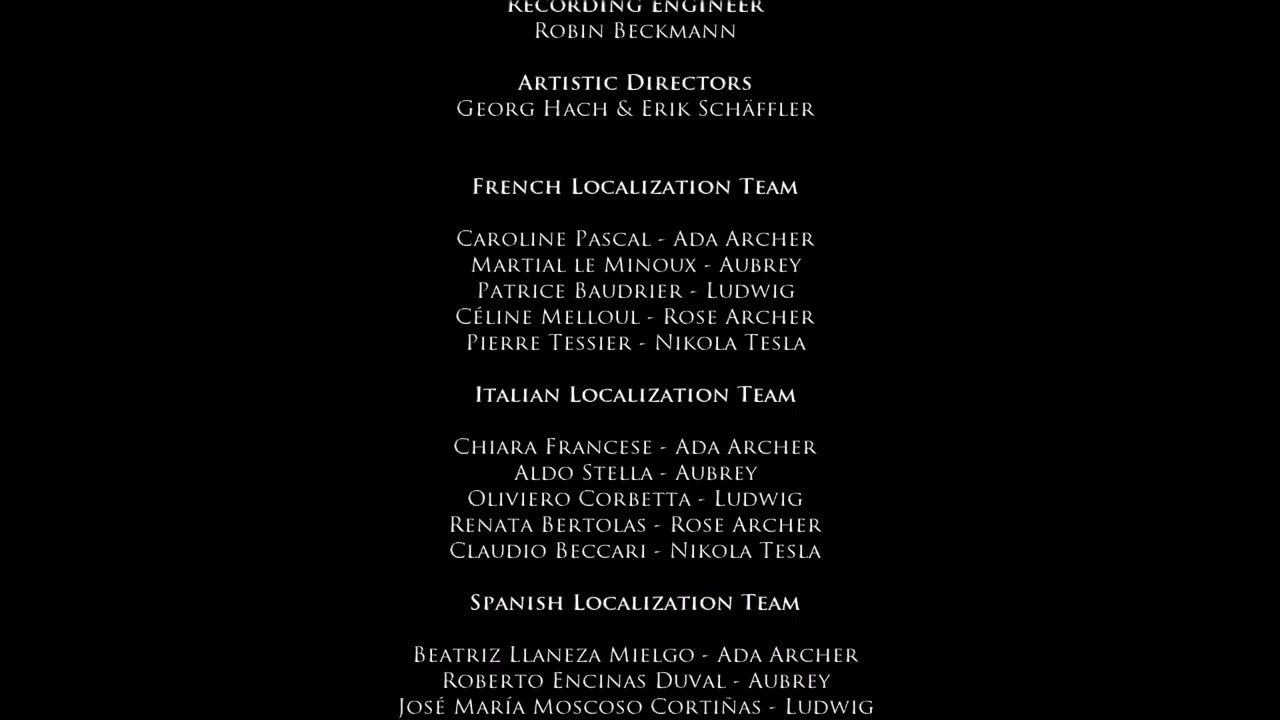 Recording Engineer
Robin Beckmann
Artistic Directors
Georg Hach & Erik Schäffler
French Localization Team
Caroline Pascal - Ada Archer
Martial le Minoux - Aubrey
Patrice Baudrier - Ludwig
Céline Melloul - Rose Archer
Pierre Tessier - Nikola Tesla
Italian Localization Team
Chiara Francese - Ada Archer
Aldo Stella - Aubrey
Oliviero Corbetta - Ludwig
Renata Bertolas - Rose Archer
Claudio Beccari - Nikola Tesla
Spanish Localization Team
Beatriz Llaneza Mielgo - Ada Archer
Roberto Encinas Duval - Aubrey
José María Moscoso Cortiñas - Ludwig